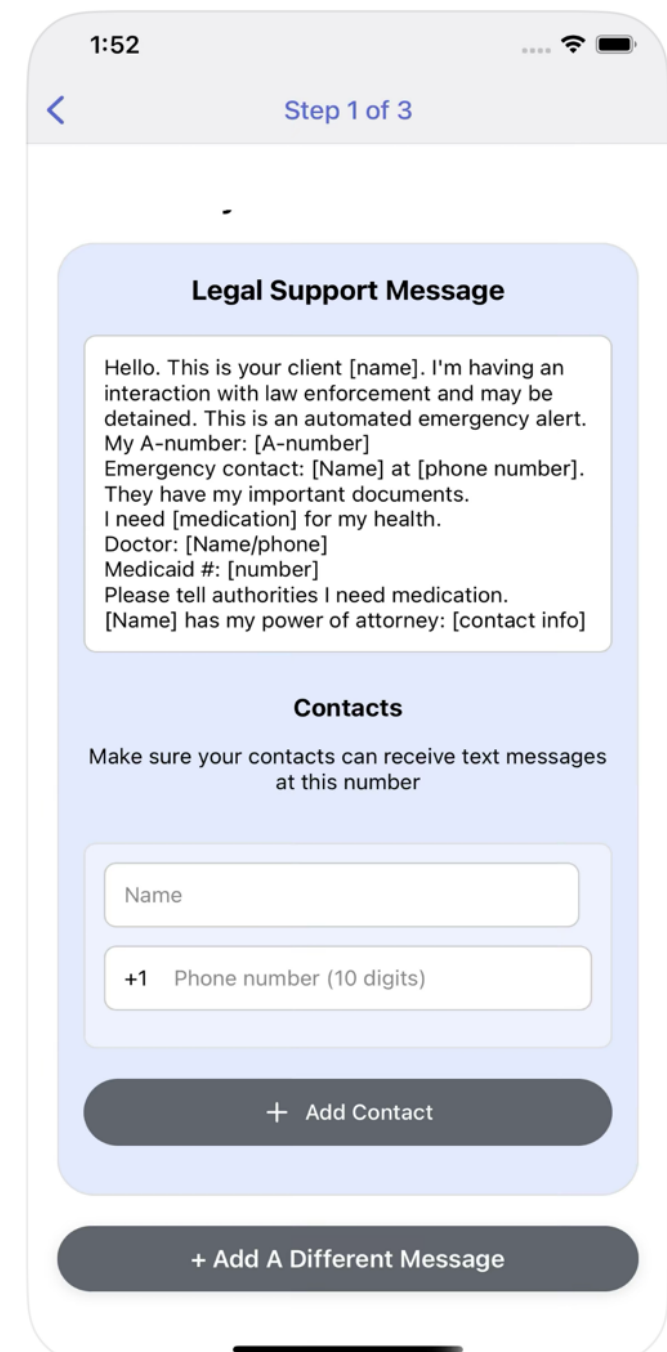 1:52
Step 1 of 3
Legal Support Message
Hello. This is your client [name]. I'm having an
interaction with law enforcement and may be
detained. This is an automated emergency alert.
My A-number: [A-number]
Emergency contact: [Name] at [phone number].
They have my important documents.
I need [medication] for my health.
Doctor: [Name/phone]
Medicaid #: [number]
Please tell authorities I need medication.
[Name] has my power of attorney: [contact info]
Contacts
Make sure your contacts can receive text messages
at this number
Name
+1 Phone number (10 digits)
+ Add Contact
+ Add A Different Message